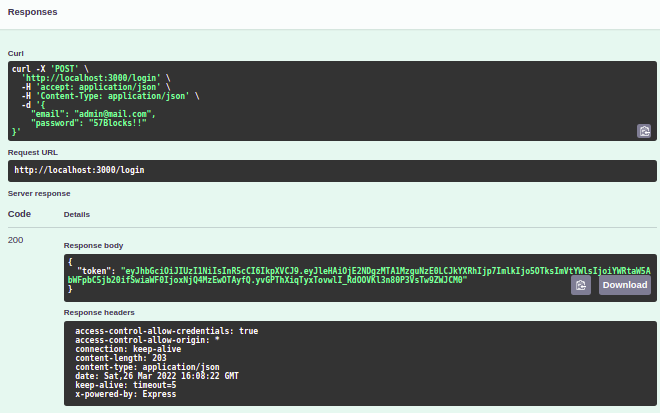 Responses
Curl
curl -X 'POST' \
'http://localhost:3000/login' \
-H 'accept: application/json' \
-H 'Content-Type: application/json' \
-d '{
"email": "admin@mail.com",
"password": "57Blocks!!"
}'
Request URL
http://localhost:3000/login
Server response
Code Details
200
Response body
{
"token":
}
Download
Response headers
access-control-allow-credentials: true
access-control-allow-origin: *
connection: keep-alive
content-length: 203
content-type: application/json
date: Sat,26 Mar 2022 16:08:22 GMT
keep-alive: timeout=5
x-powered-by: Express